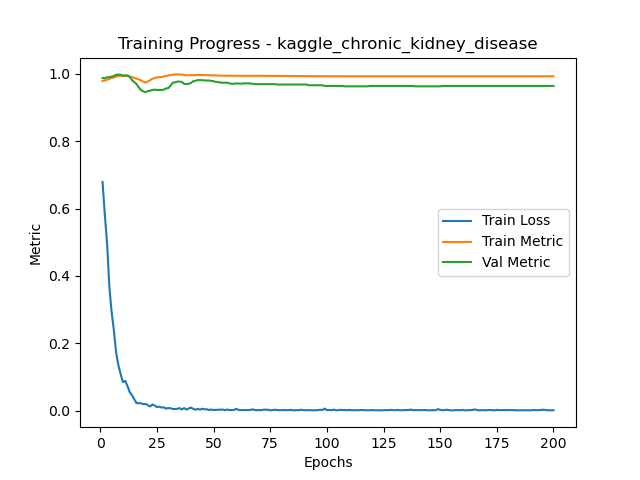 Training Progress - kaggle_chronic_kidney_disease
1.0
0.8
0.6
0.4
0.2
0.0
Metric
Train Loss
Train Metric
Val Metric
0 25 50 75 100 125 150 175 200
Epochs